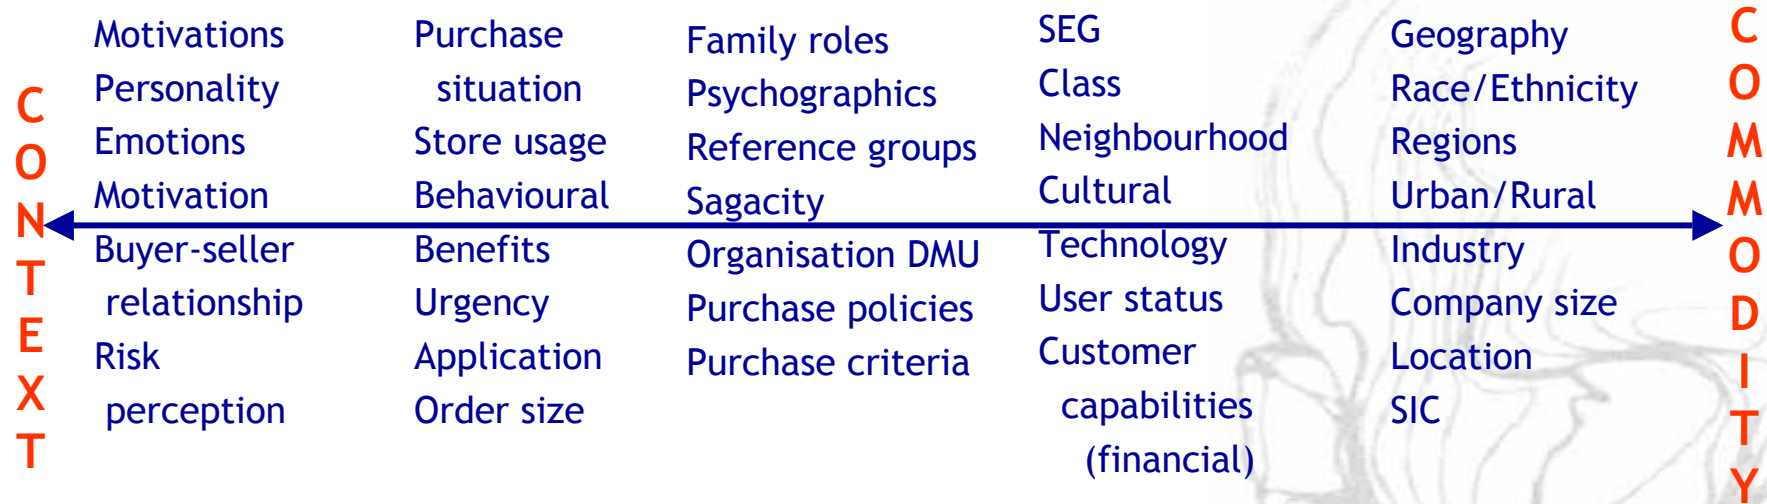 CONTEXT
Motivations
Personality
Emotions
Motivation
Buyer-seller
relationship
Risk
perception
Purchase
situation
Store usage
Behavioural
Benefits
Urgency
Application
Order size
Family roles
Psychographics
Reference groups
Sagacity
Organisation DMU
Purchase policies
Purchase criteria
SEG
Class
Neighbourhood
Cultural
Technology
User status
Customer
capabilities
(financial)
Geography
Race/Ethnicity
Regions
Urban/Rural
Industry
Company size
Location
SIC
COMMODITY